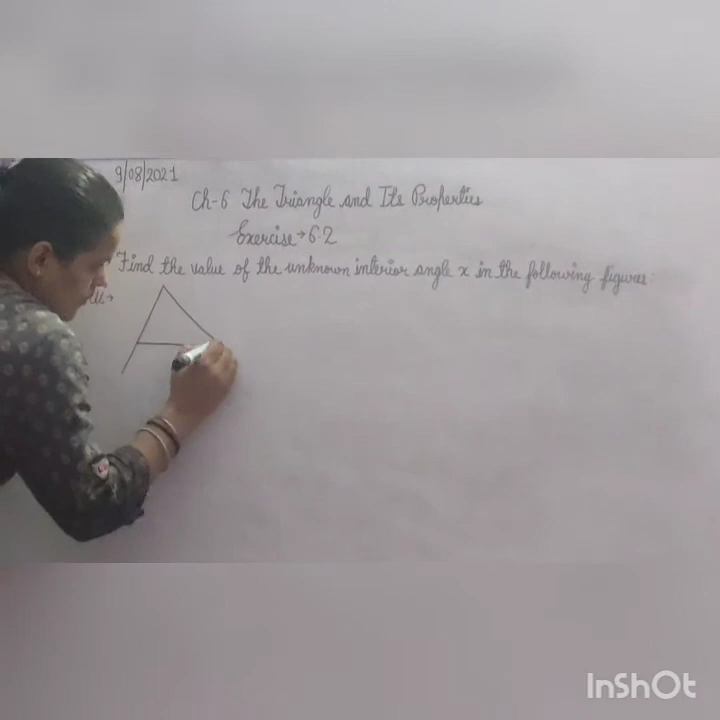 9/08/2021
Ch-6 The Triangle and Its Properties
Exercise→6.2
Find the value of the unknown interior angle x in the following figures:
InShOt